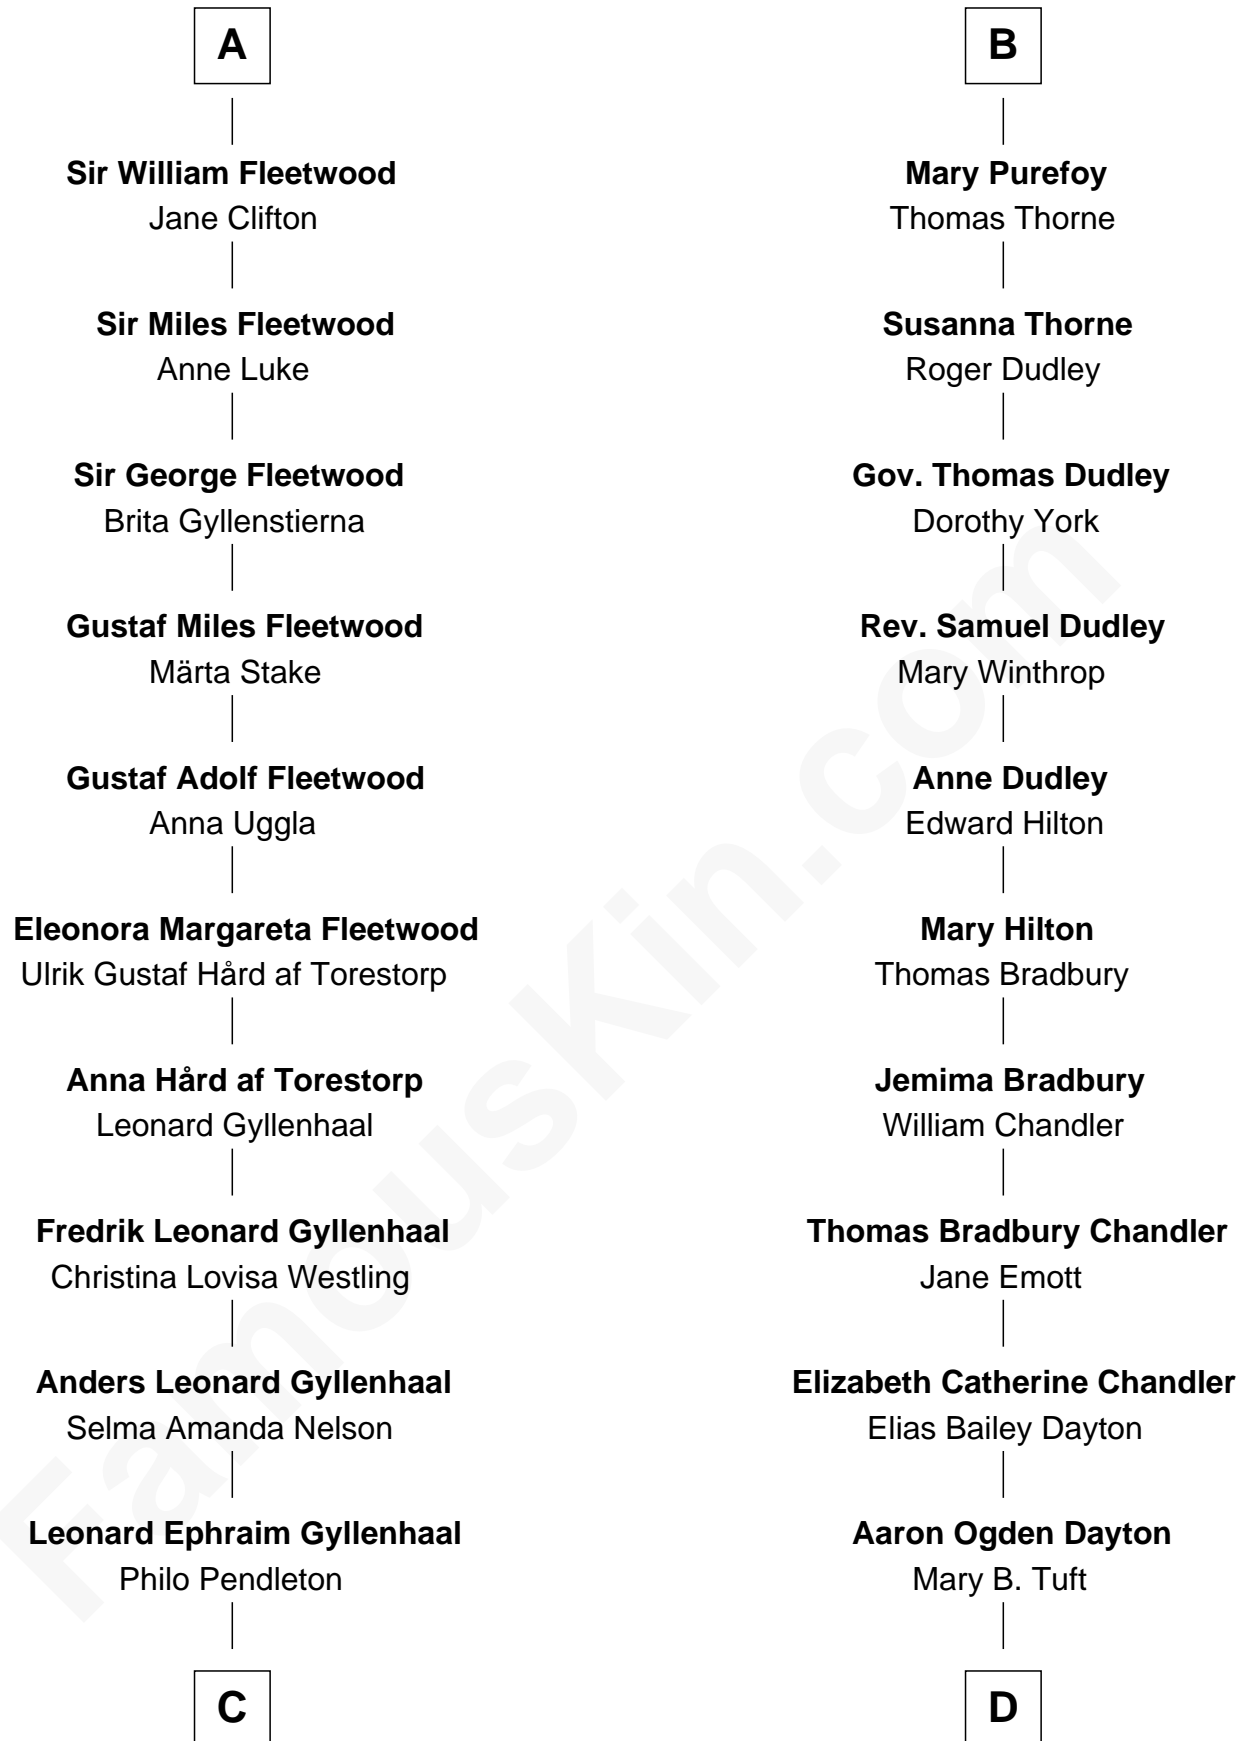 A
Sir William Fleetwood
Jane Clifton
Sir Miles Fleetwood
Anne Luke
Sir George Fleetwood
Brita Gyllenstierna
Gustaf Miles Fleetwood
Märta Stake
Gustaf Adolf Fleetwood
Anna Uggla
Eleonora Margareta Fleetwood
Ulrik Gustaf Hård af Torestorp
Anna Hård af Torestorp
Leonard Gyllenhaal
Fredrik Leonard Gyllenhaal
Christina Lovisa Westling
Anders Leonard Gyllenhaal
Selma Amanda Nelson
Leonard Ephraim Gyllenhaal
Philo Pendleton
C
B
Mary Purefoy
Thomas Thorne
Susanna Thorne
Roger Dudley
Gov. Thomas Dudley
Dorothy York
Rev. Samuel Dudley
Mary Winthrop
Anne Dudley
Edward Hilton
Mary Hilton
Thomas Bradbury
Jemima Bradbury
William Chandler
Thomas Bradbury Chandler
Jane Emott
Elizabeth Catherine Chandler
Elias Bailey Dayton
Aaron Ogden Dayton
Mary B. Tuft
D
FamousKin.com